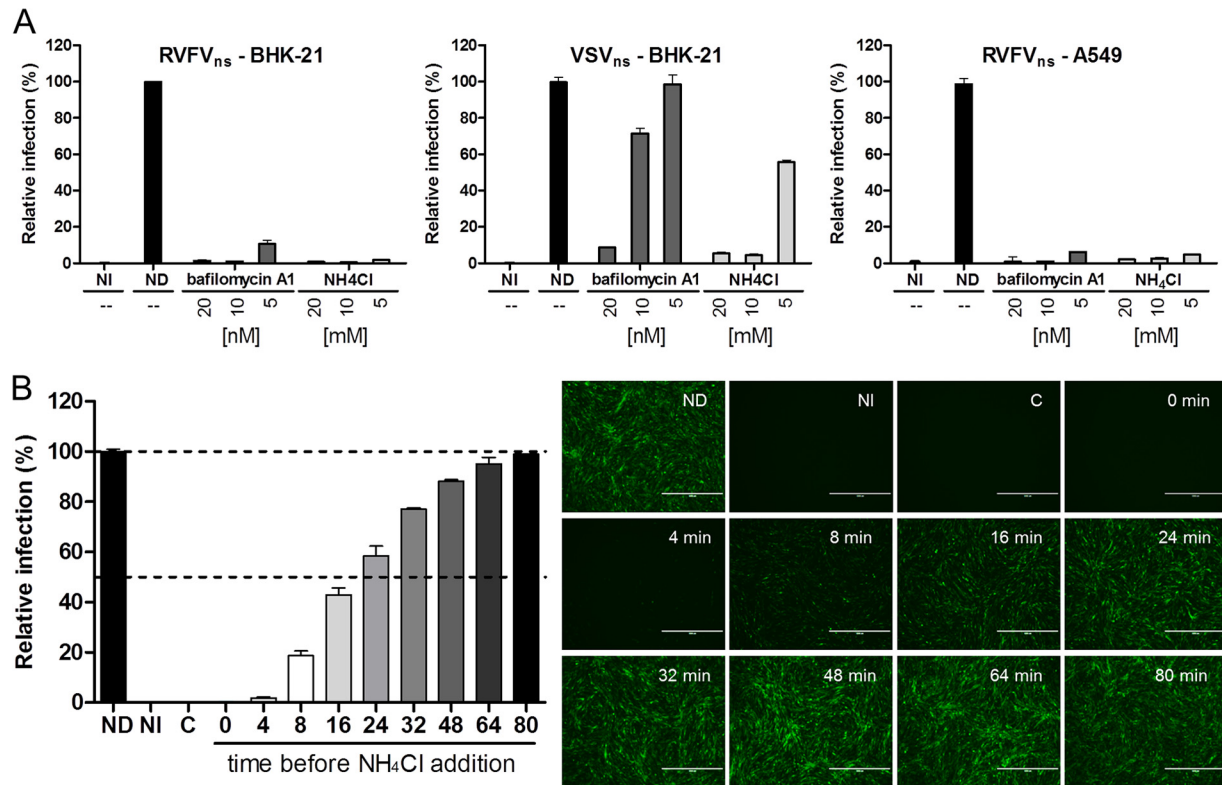 A
RVFVns - BHK-21
VSVns - BHK-21
RVFVns - A549
Relative infection (%)
120
100
80
60
40
20
0
NI
ND
bafilomycin A1
NH4Cl
--
--
20
10
5
20
10
5
[nM]
[mM]
Relative infection (%)
120
100
80
60
40
20
0
NI
ND
bafilomycin A1
NH4Cl
--
--
20
10
5
20
10
5
[nM]
[mM]
Relative infection (%)
120
100
80
60
40
20
0
NI
ND
bafilomycin A1
NH₄Cl
--
--
20
10
5
20
10
5
[nM]
[mM]
B
Relative infection (%)
120
100
80
60
40
20
0
ND NI C 0 4 8 16 24 32 48 64 80
time before NH₄Cl addition
ND
NI
C
0 min
4 min
8 min
16 min
24 min
32 min
48 min
64 min
80 min